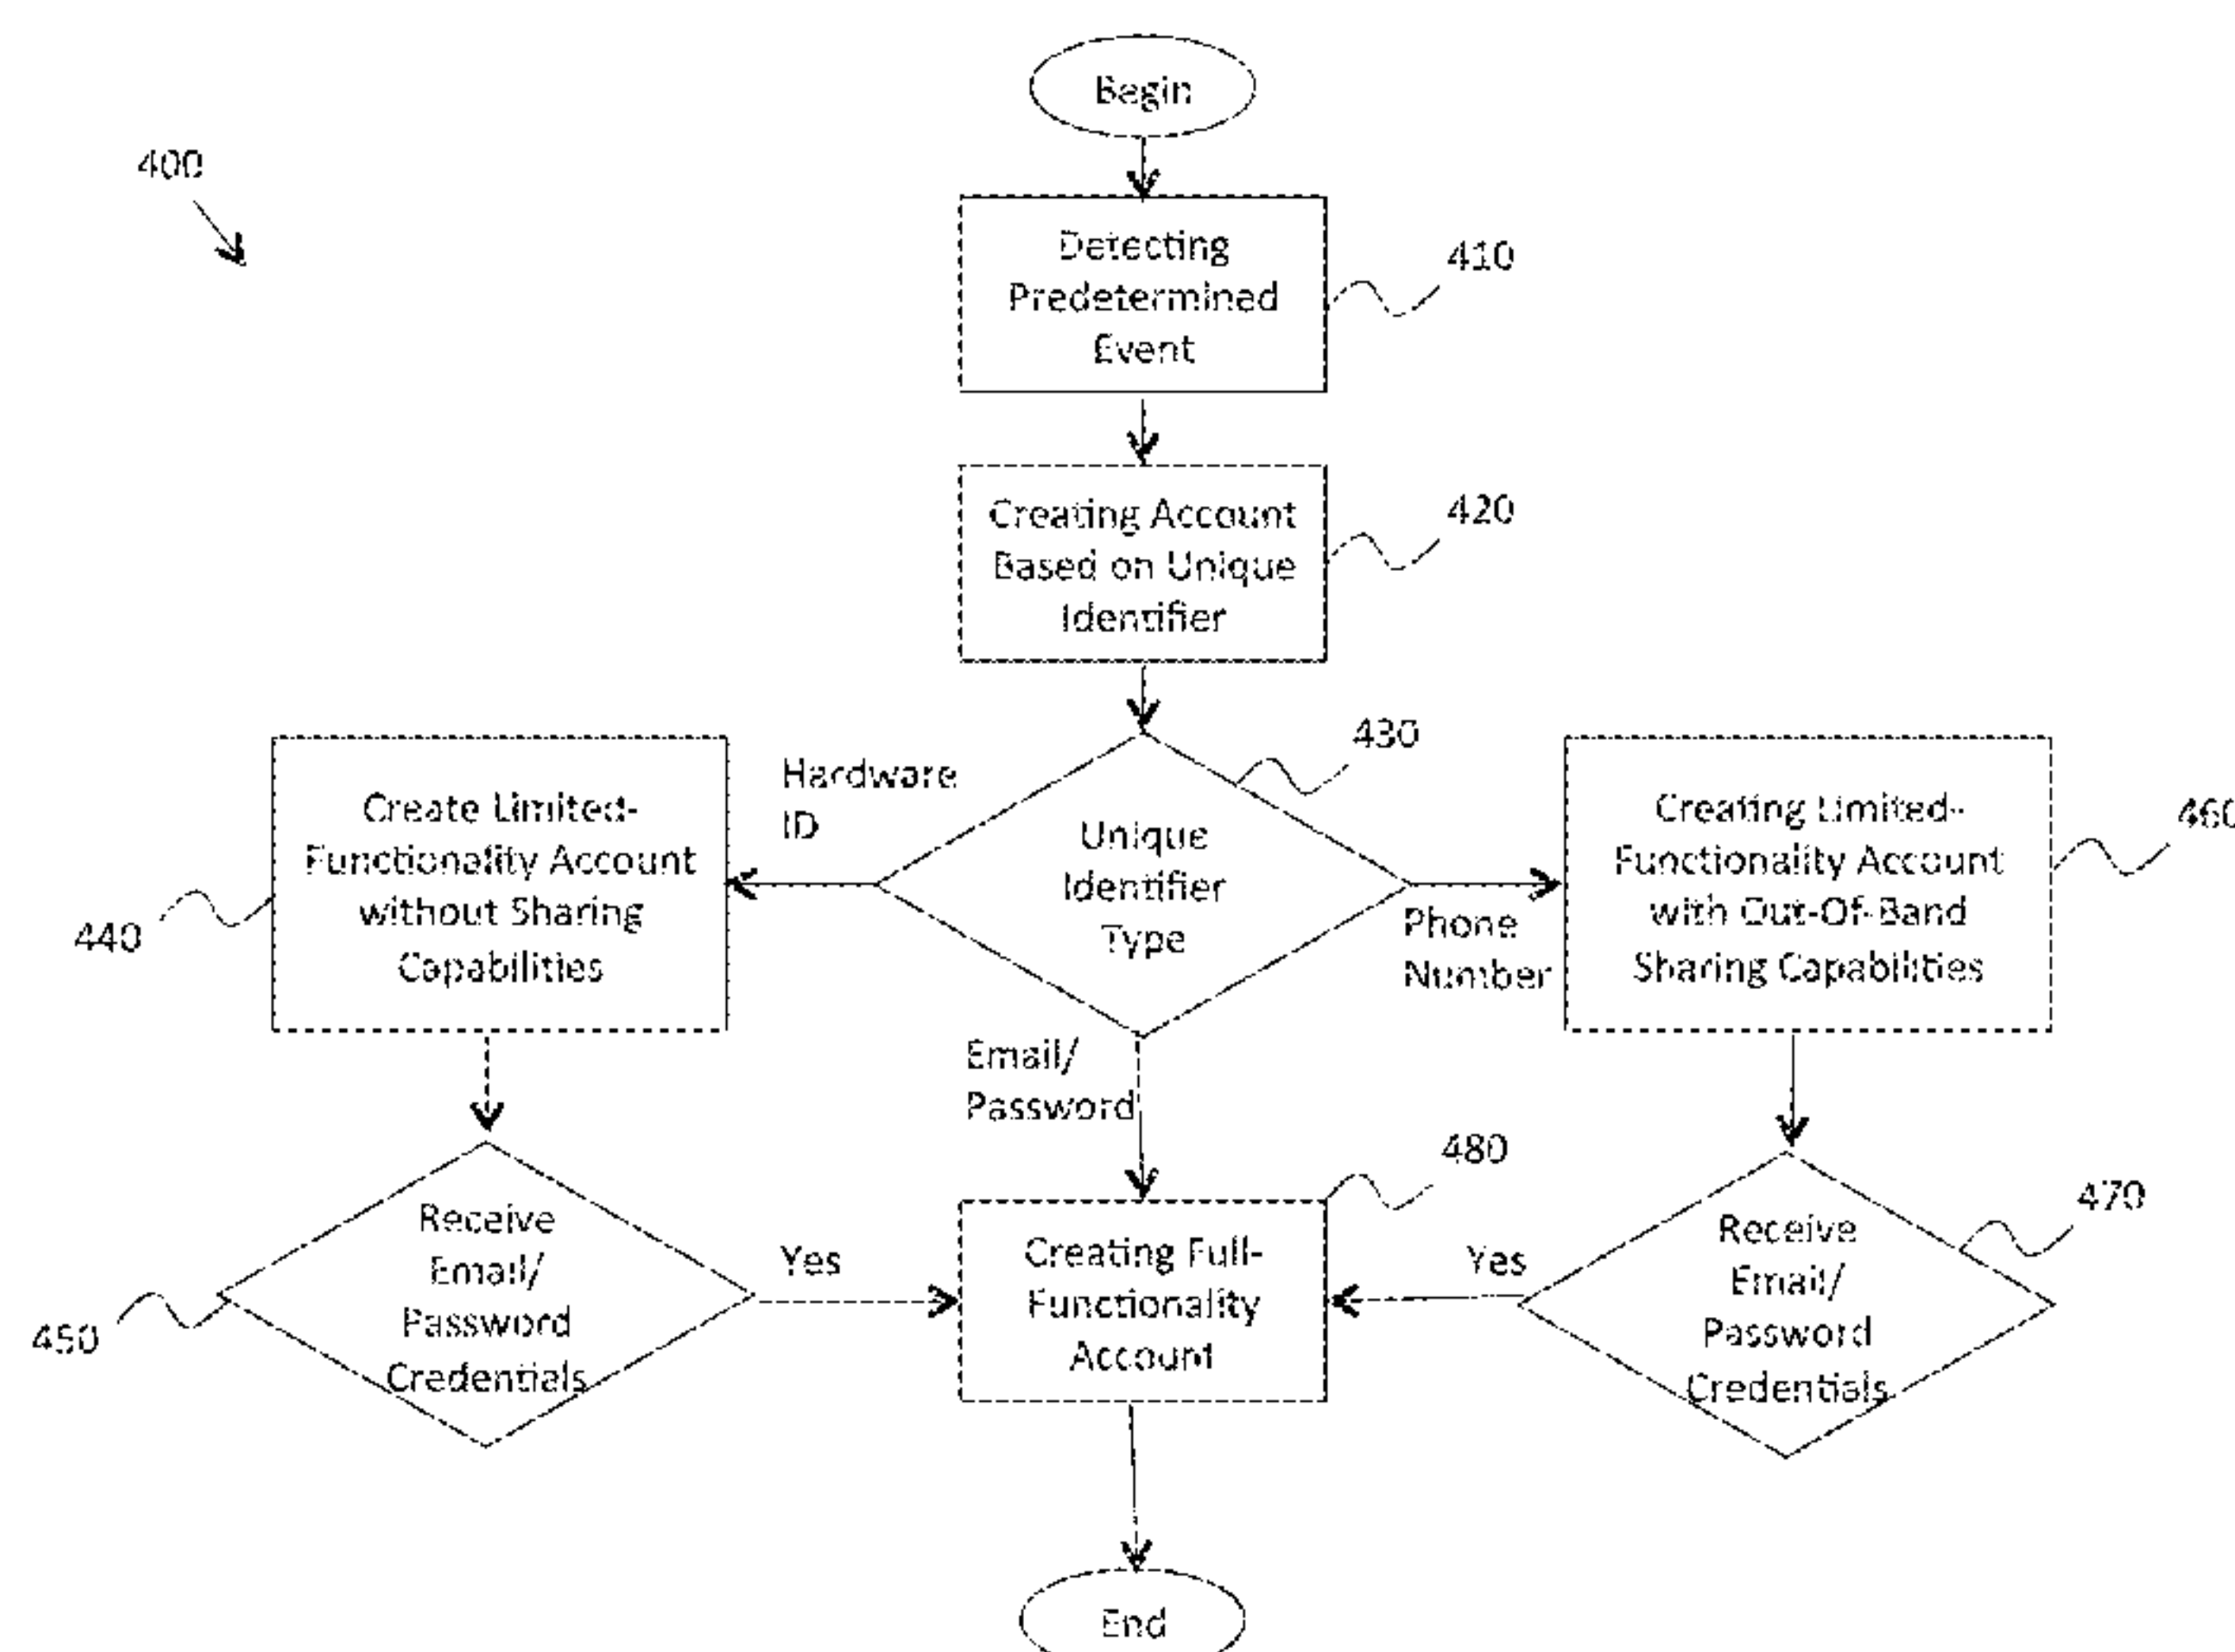 Begin
400
Detecting
Predetermined
Event
410
Creating Account
Based on Unique
Identifier
420
430
Hardware
ID
Create Limited-
Functionality Account
without Sharing
Capabilities
440
Unique
Identifier
Type
Phone
Number
Creating Limited-
Functionality Account
with Out-Of-Band
Sharing Capabilities
460
Email/
Password
480
470
Receive
Email/
Password
Credentials
450
Yes
Creating Full-
Functionality
Account
Yes
Receive
Email/
Password
Credentials
End